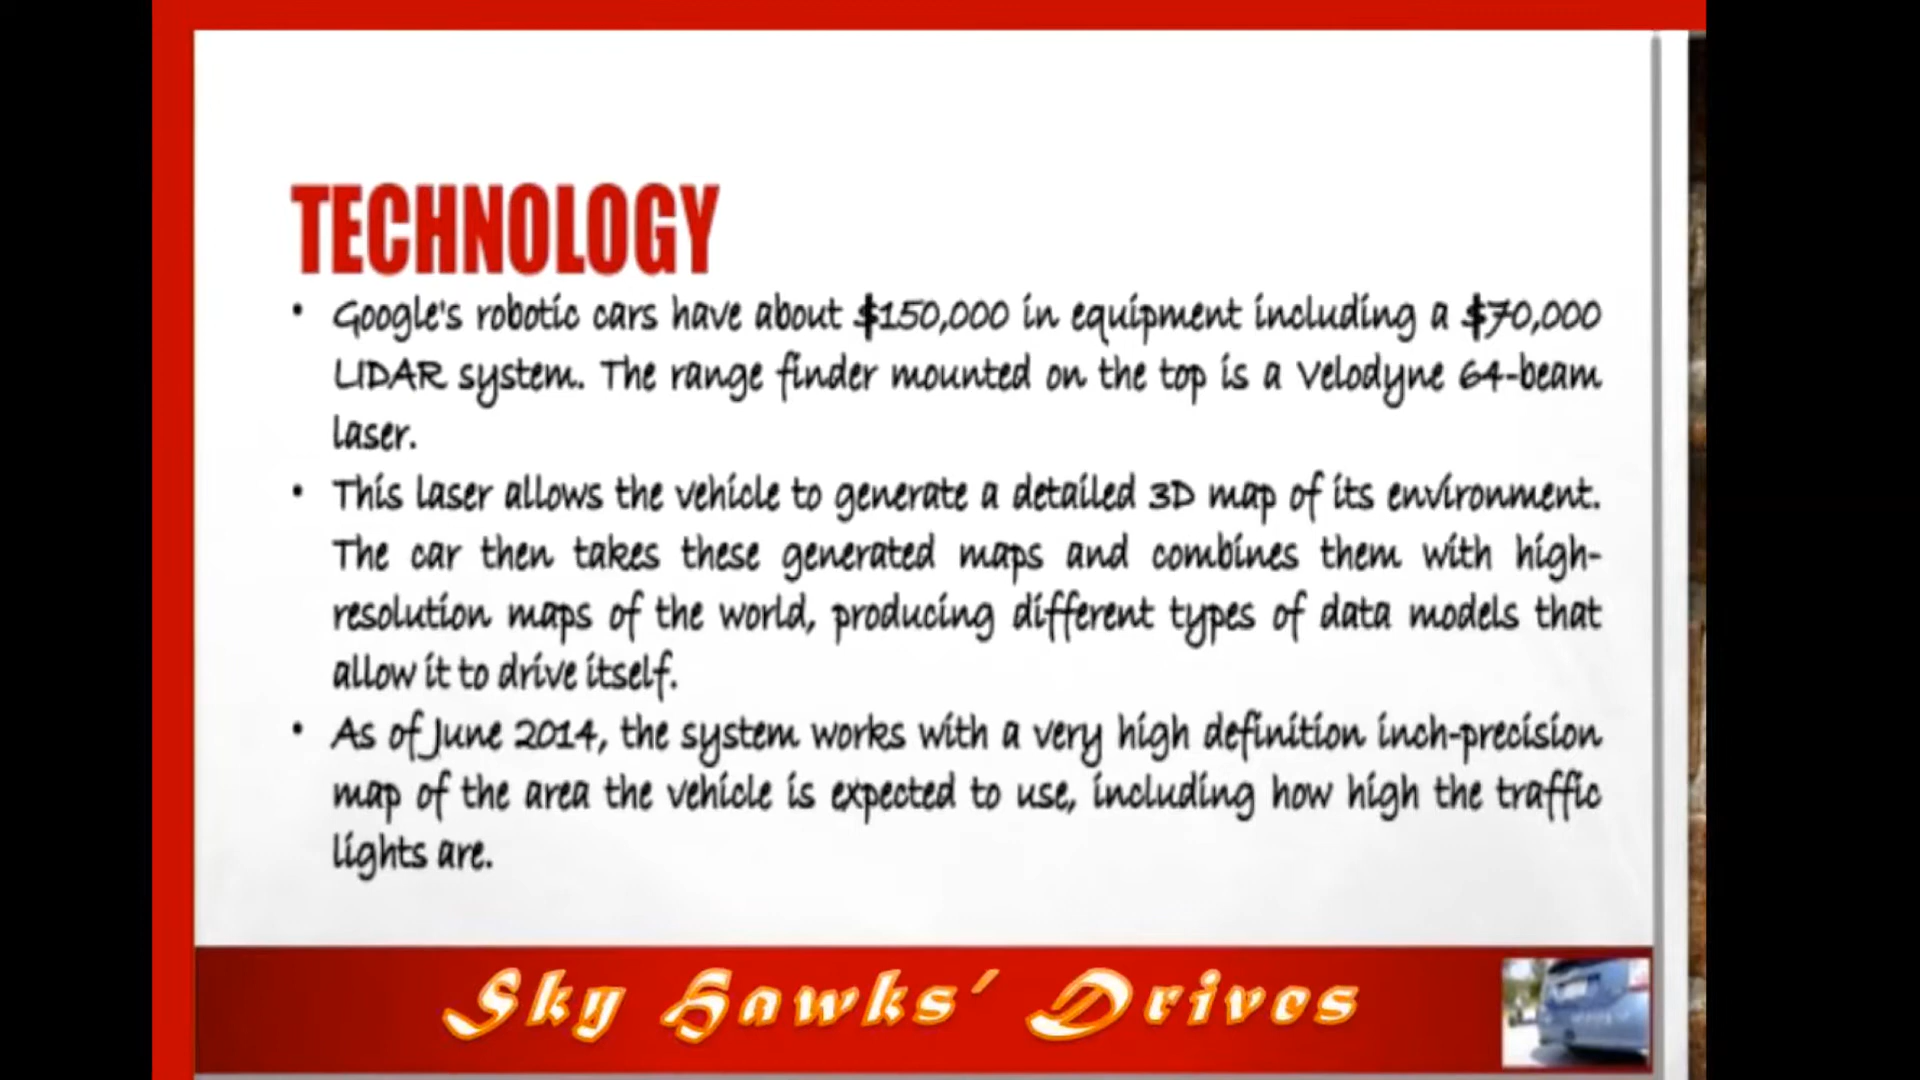 TECHNOLOGY
• Google's robotic cars have about $150,000 in equipment including a $70,000
LIDAR system. The range finder mounted on the top is a Velodyne 64-beam
laser.
• This laser allows the vehicle to generate a detailed 3D map of its environment.
The car then takes these generated maps and combines them with high-
resolution maps of the world, producing different types of data models that
allow it to drive itself.
• As of June 2014, the system works with a very high definition inch-precision
map of the area the vehicle is expected to use, including how high the traffic
lights are.
Sky Hawks' Drives